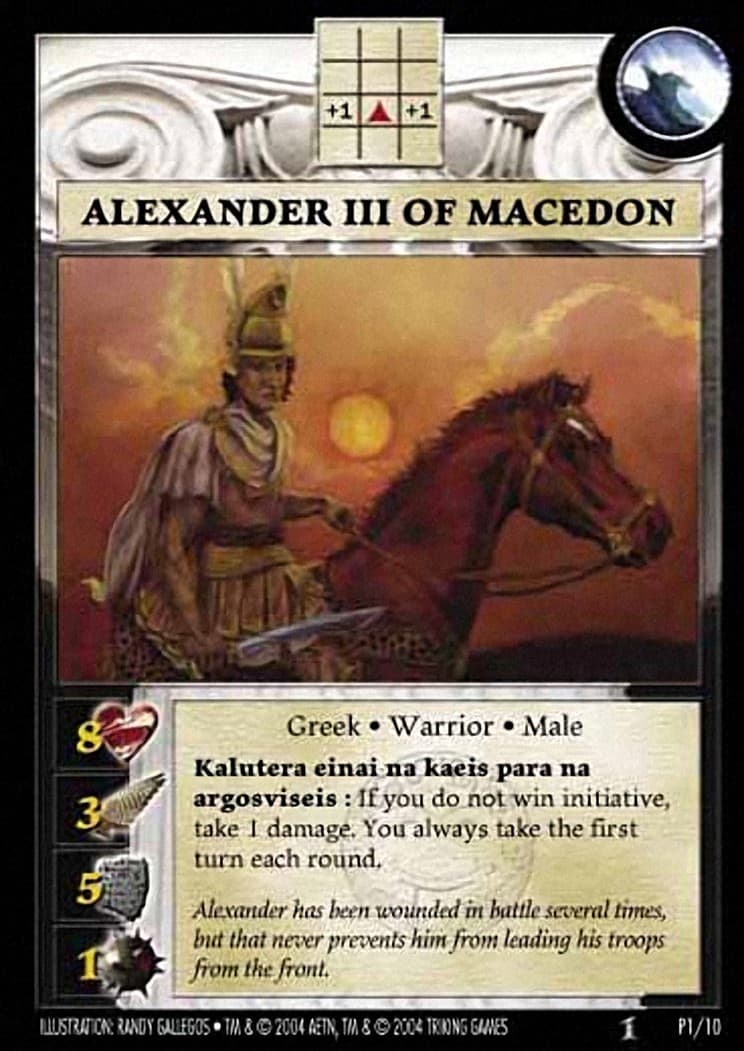 +1 +1
ALEXANDER III OF MACEDON
8
3
5
1
Greek • Warrior • Male
Kalutera einai na kaeis para na
argosviseis : If you do not win initiative,
take 1 damage. You always take the first
turn each round.
Alexander has been wounded in battle several times,
but that never prevents him from leading his troops
from the front.
ILLUSTRATION: RANDY GALLEGOS • TM & © 2004 AETN, TM & © 2004 TRIKING GAMES
1
P1/10